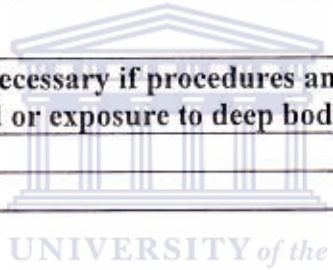 ecessary if procedures an
or exposure to deep bod
UNIVERSITY of the